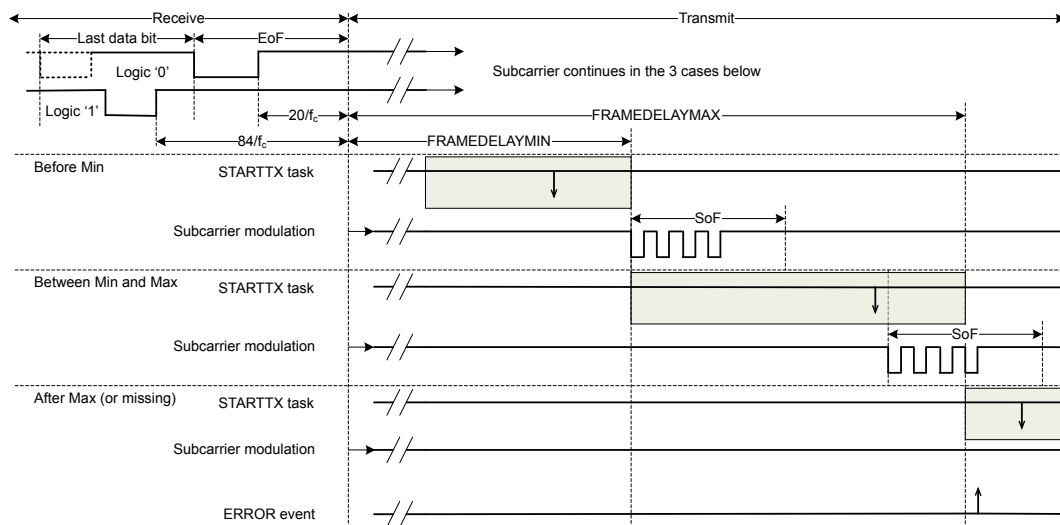 Receive
Transmit
Last data bit
EoF
Logic ‘0’
Subcarrier continues in the 3 cases below
Logic ‘1’
20/fc
FRAMEDELAYMAX
84/fc
FRAMEDELAYMIN
Before Min
STARTTX task
SoF
Subcarrier modulation
Between Min and Max
STARTTX task
SoF
Subcarrier modulation
After Max (or missing)
STARTTX task
Subcarrier modulation
ERROR event